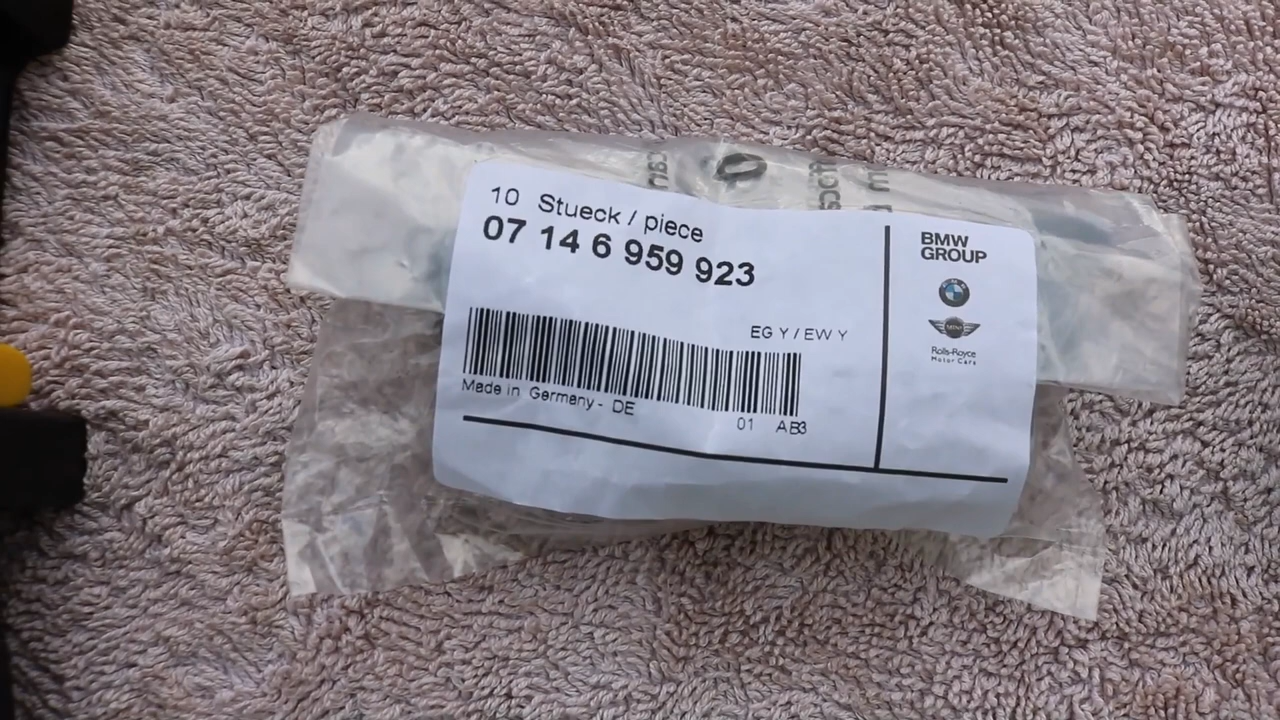 10 Stueck / piece
07 14 6 959 923
EG Y / EW Y
Made in Germany - DE
01 AB3
BMW
GROUP
MINI
Rolls-Royce
Motor Cars